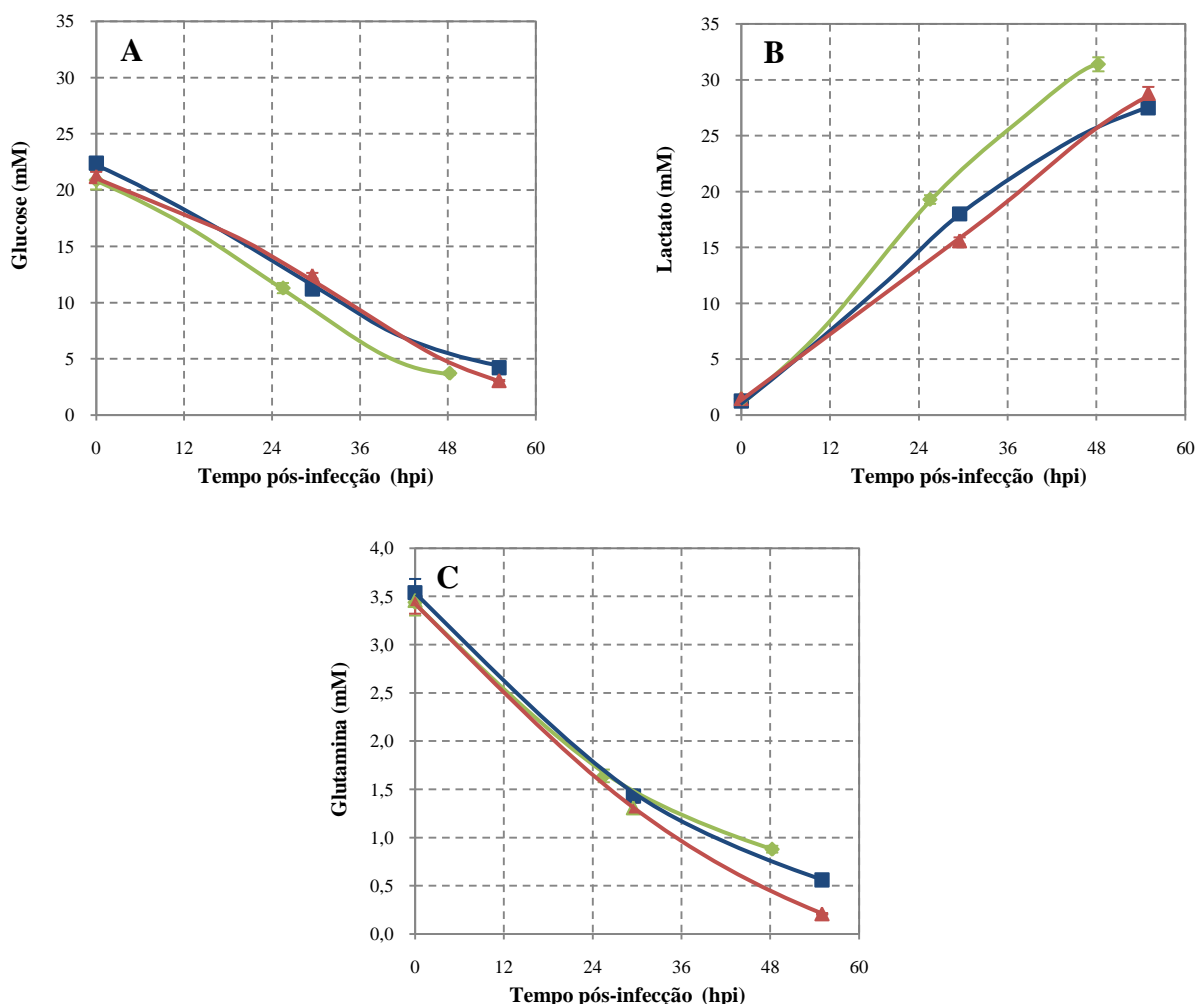 A
35
30
25
20
15
10
5
0
Glucose (mM)
0 12 24 36 48 60
Tempo pós-infecção (hpi)
B
35
30
25
20
15
10
5
0
Lactato (mM)
0 12 24 36 48 60
Tempo pós-infecção (hpi)
C
4,0
3,5
3,0
2,5
2,0
1,5
1,0
0,5
0,0
Glutamina (mM)
0 12 24 36 48 60
Tempo pós-infecção (hpi)